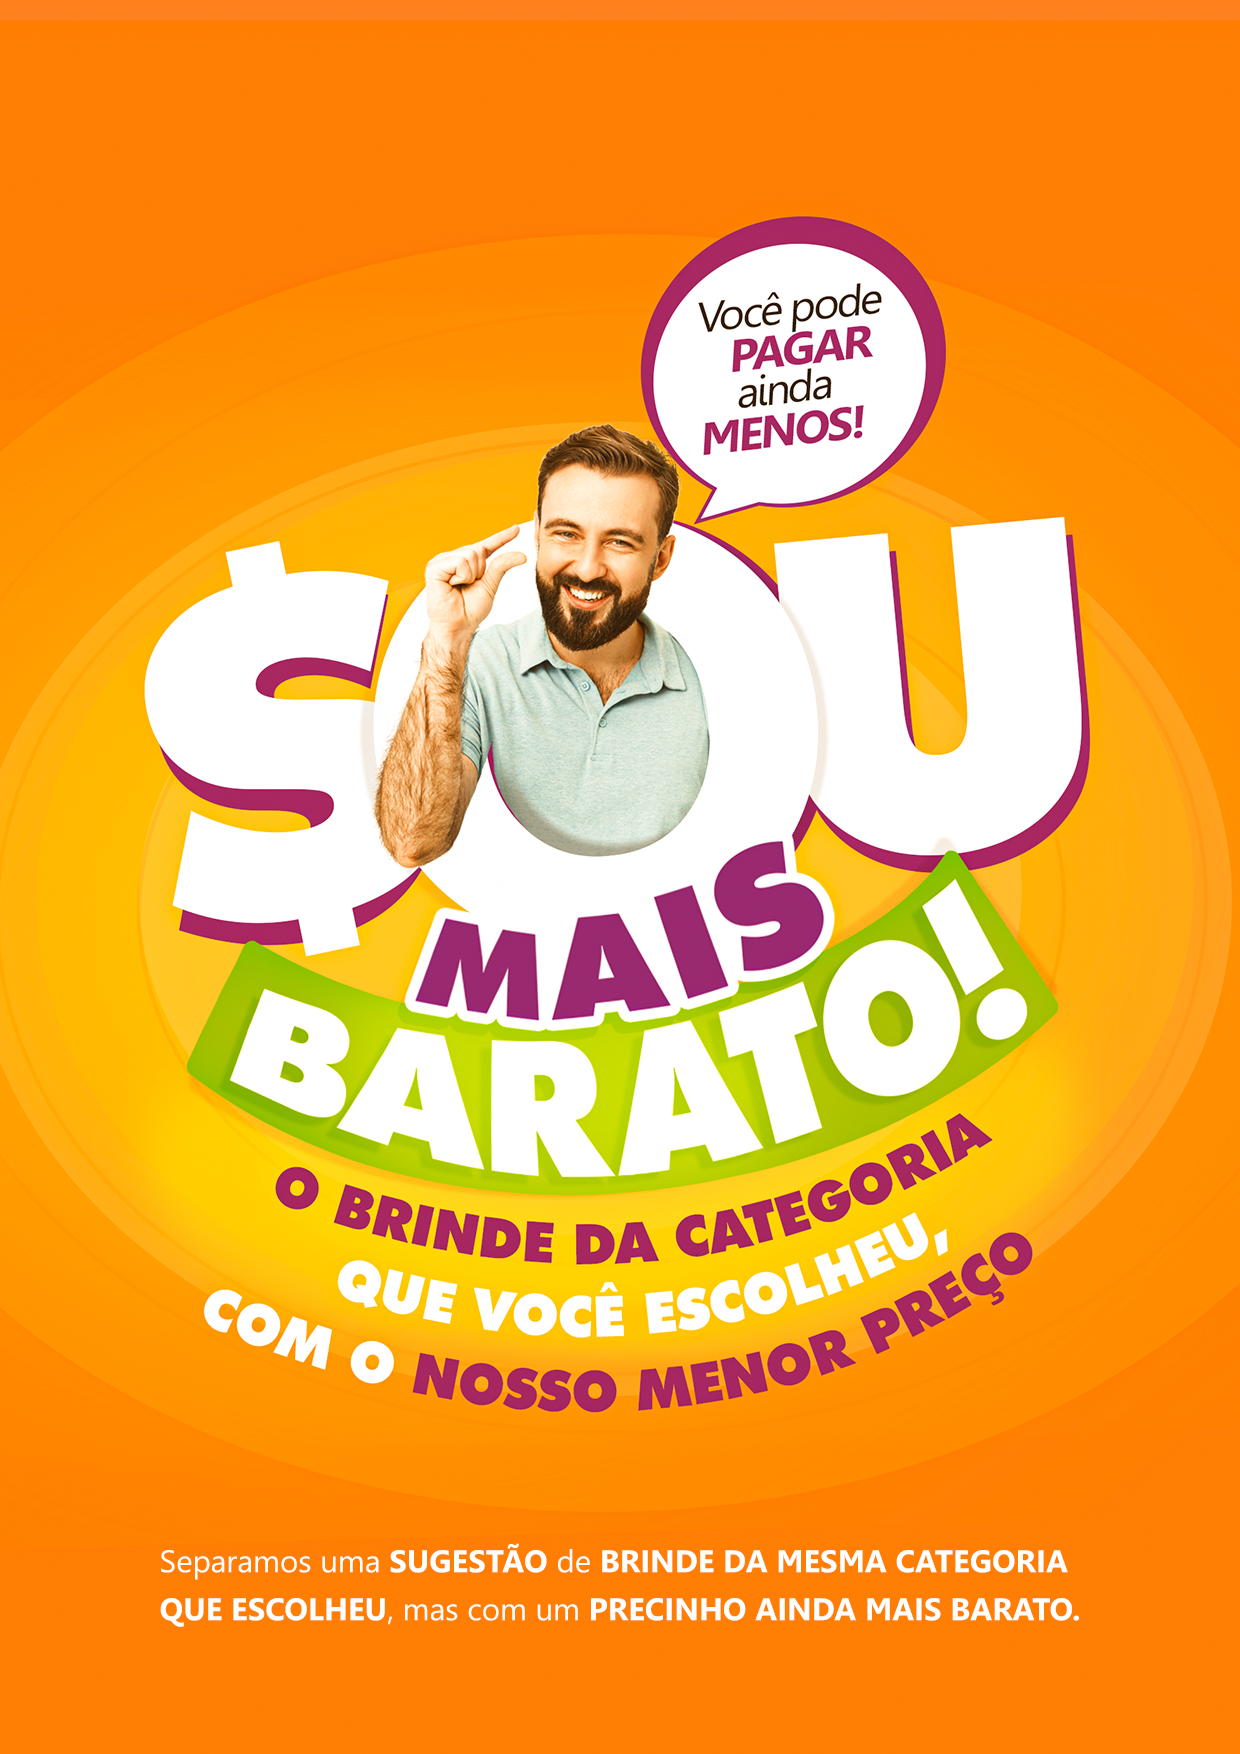 Você pode
PAGAR
ainda
MENOS!
$OU
MAIS
BARATO!
O BRINDE DA CATEGORIA
QUE VOCÊ ESCOLHEU,
COM O NOSSO MENOR PREÇO
Separamos uma SUGESTÃO de BRINDE DA MESMA CATEGORIA
QUE ESCOLHEU, mas com um PRECINHO AINDA MAIS BARATO.